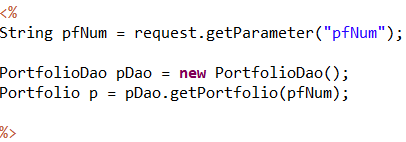 <%
String pfNum = request.getParameter("pfNum");
PortfolioDao pDao = new PortfolioDao();
Portfolio p = pDao.getPortfolio(pfNum);
%>